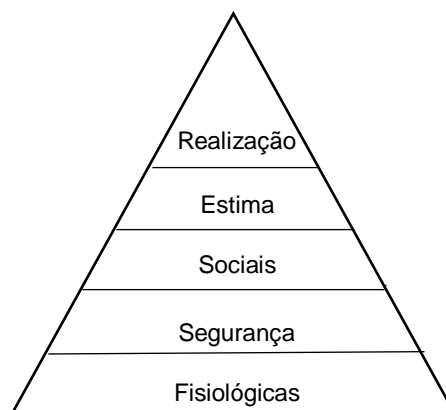 Realização
Estima
Sociais
Segurança
Fisiológicas